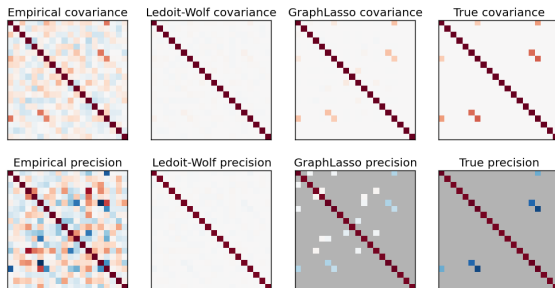 Empirical covariance
Ledoit-Wolf covariance
GraphLasso covariance
True covariance
Empirical precision
Ledoit-Wolf precision
GraphLasso precision
True precision